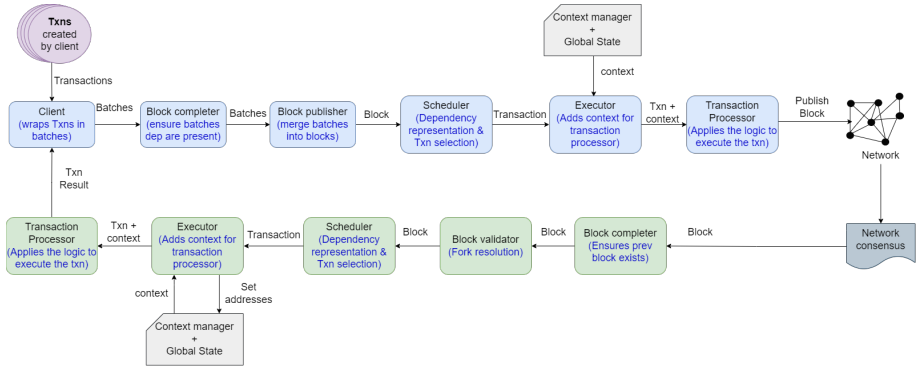 Txns
created
by client
Context manager
+
Global State
Transactions
context
Client
(wraps Txns in
batches)
Batches
Block completer
(ensure batches
dep are present)
Batches
Block publisher
(merge batches
into blocks)
Block
Scheduler
(Dependency
representation &
Txn selection)
Transaction
Executor
(Adds context for
transaction
processor)
Txn +
context
Transaction
Processor
(Applies the logic to
execute the txn)
Publish
Block
Network
Txn
Result
Transaction
Processor
(Applies the logic to
execute the txn)
Txn +
context
Executor
(Adds context for
transaction
processor)
Transaction
Scheduler
(Dependency
representation &
Txn selection)
Block
Block validator
(Fork resolution)
Block
Block completer
(Ensures prev
block exists)
Block
Network
consensus
context
Set
addresses
Context manager
+
Global State